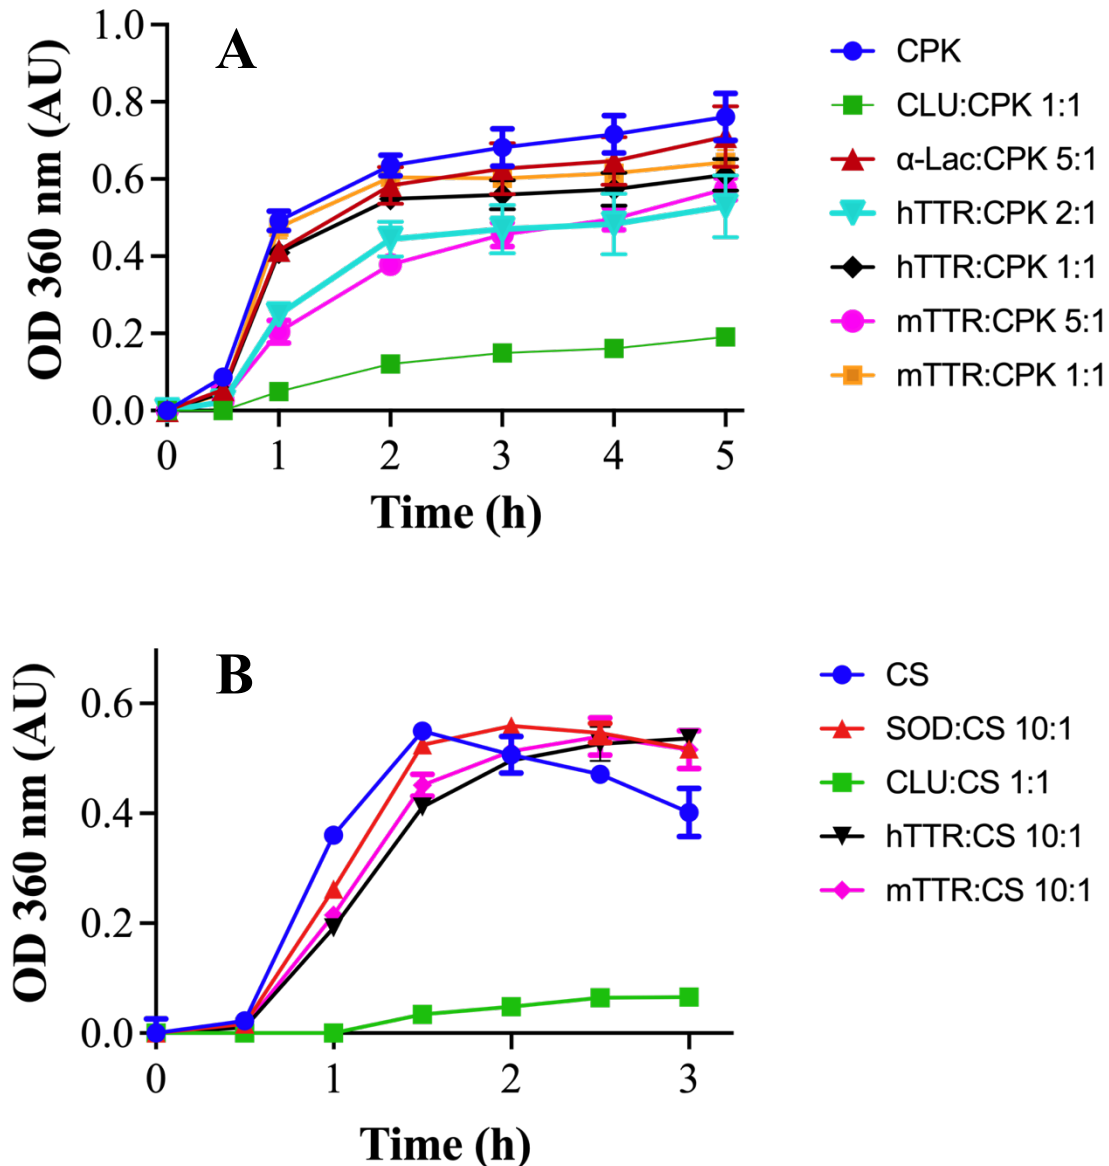 A
OD 360 nm (AU)
1.0
0.8
0.6
0.4
0.2
0.0
0 1 2 3 4 5
Time (h)
CPK
CLU:CPK 1:1
α-Lac:CPK 5:1
hTTR:CPK 2:1
hTTR:CPK 1:1
mTTR:CPK 5:1
mTTR:CPK 1:1
B
OD 360 nm (AU)
0.6
0.4
0.2
0.0
0 1 2 3
Time (h)
CS
SOD:CS 10:1
CLU:CS 1:1
hTTR:CS 10:1
mTTR:CS 10:1